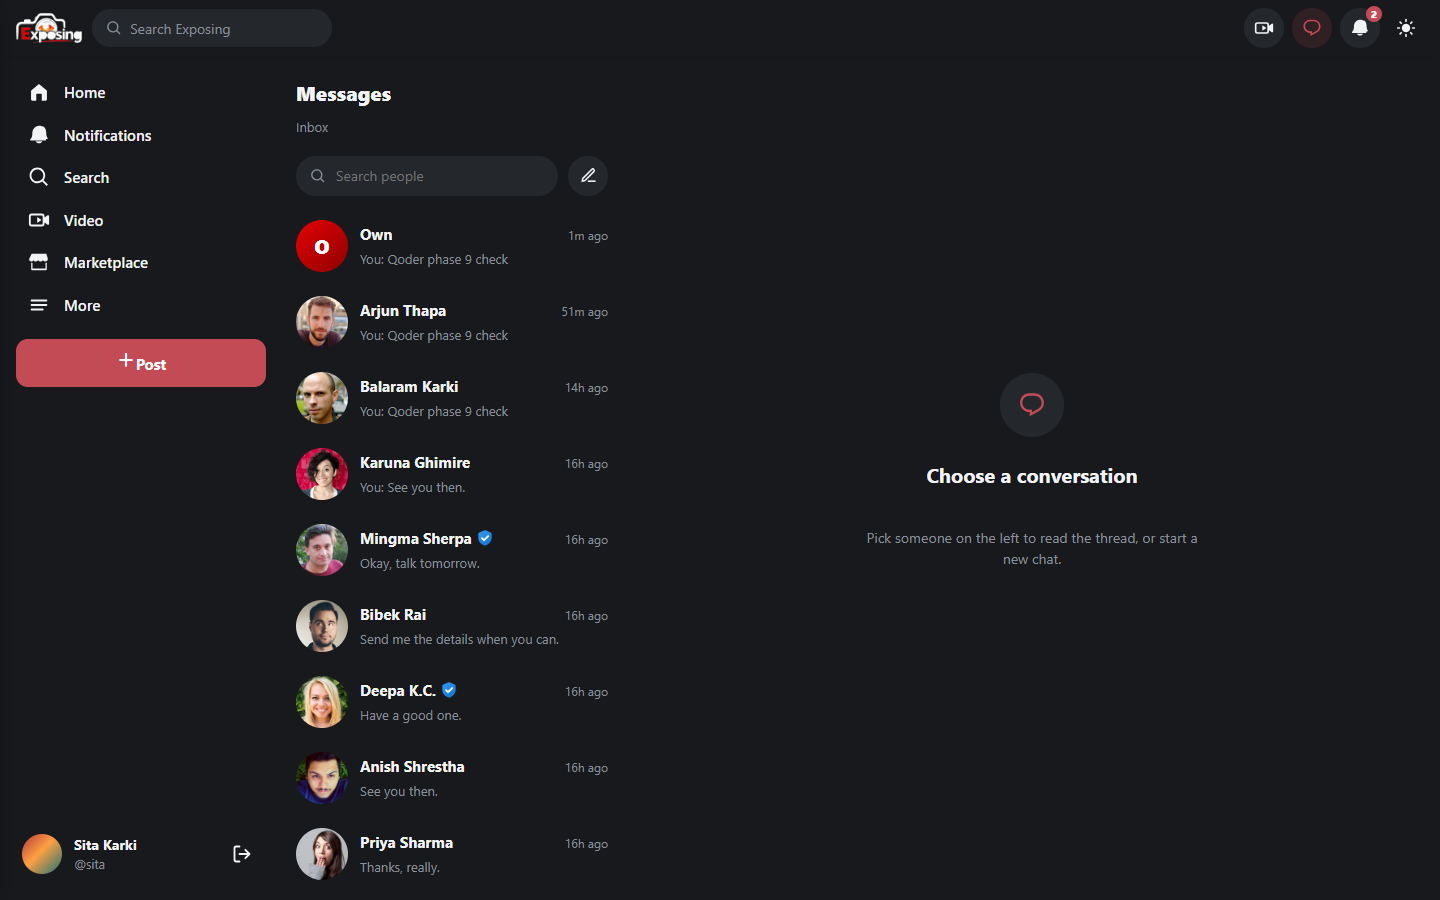 Exposing
Search Exposing
2
Home
Notifications
Search
Video
Marketplace
More
Post
Sita Karki
@sita
Messages
Inbox
Search people
O
Own
1m ago
You: Qoder phase 9 check
Arjun Thapa
51m ago
You: Qoder phase 9 check
Balaram Karki
14h ago
You: Qoder phase 9 check
Karuna Ghimire
16h ago
You: See you then.
Mingma Sherpa
16h ago
Okay, talk tomorrow.
Bibek Rai
16h ago
Send me the details when you can.
Deepa K.C.
16h ago
Have a good one.
Anish Shrestha
16h ago
See you then.
Priya Sharma
16h ago
Thanks, really.
Choose a conversation
Pick someone on the left to read the thread, or start a
new chat.